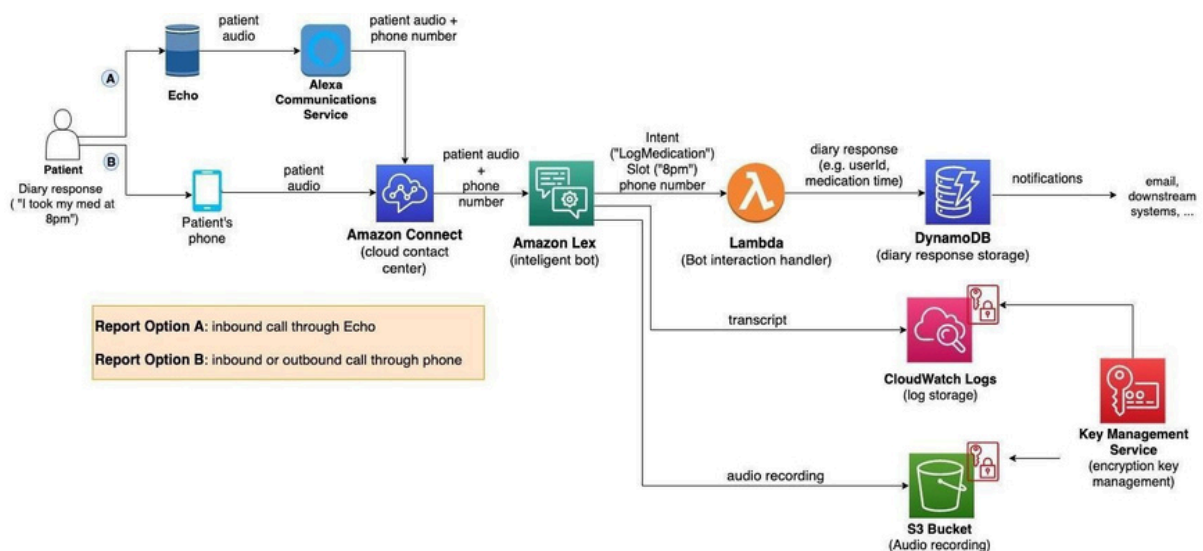 patient
audio
patient audio +
phone number
A
Echo
Alexa
Communications
Service
Patient
Diary response
( "I took my med at
8pm")
B
Patient's
phone
patient
audio
Amazon Connect
(cloud contact
center)
patient audio
+
phone
number
Amazon Lex
(inteligent bot)
Intent
("LogMedication")
Slot ("8pm")
phone number
Lambda
(Bot interaction handler)
diary response
(e.g. userId,
medication time)
DynamoDB
(diary response storage)
notifications
email,
downstream
systems, ...
Report Option A: inbound call through Echo
Report Option B: inbound or outbound call through phone
transcript
CloudWatch Logs
(log storage)
Key Management
Service
(encryption key
management)
audio recording
S3 Bucket
(Audio recording)